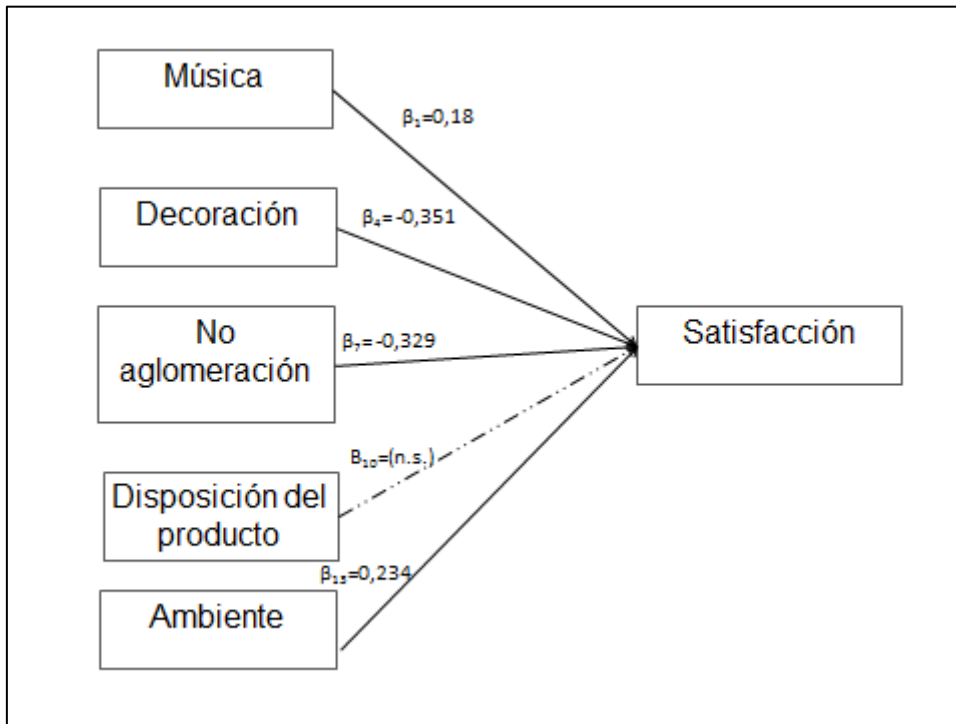 Música
β₁=0,18
Decoración
β₄= -0,351
No
aglomeración
β₇= -0,329
Satisfacción
B₁₀=(n.s.)
Disposición del
producto
β₁₃=0,234
Ambiente